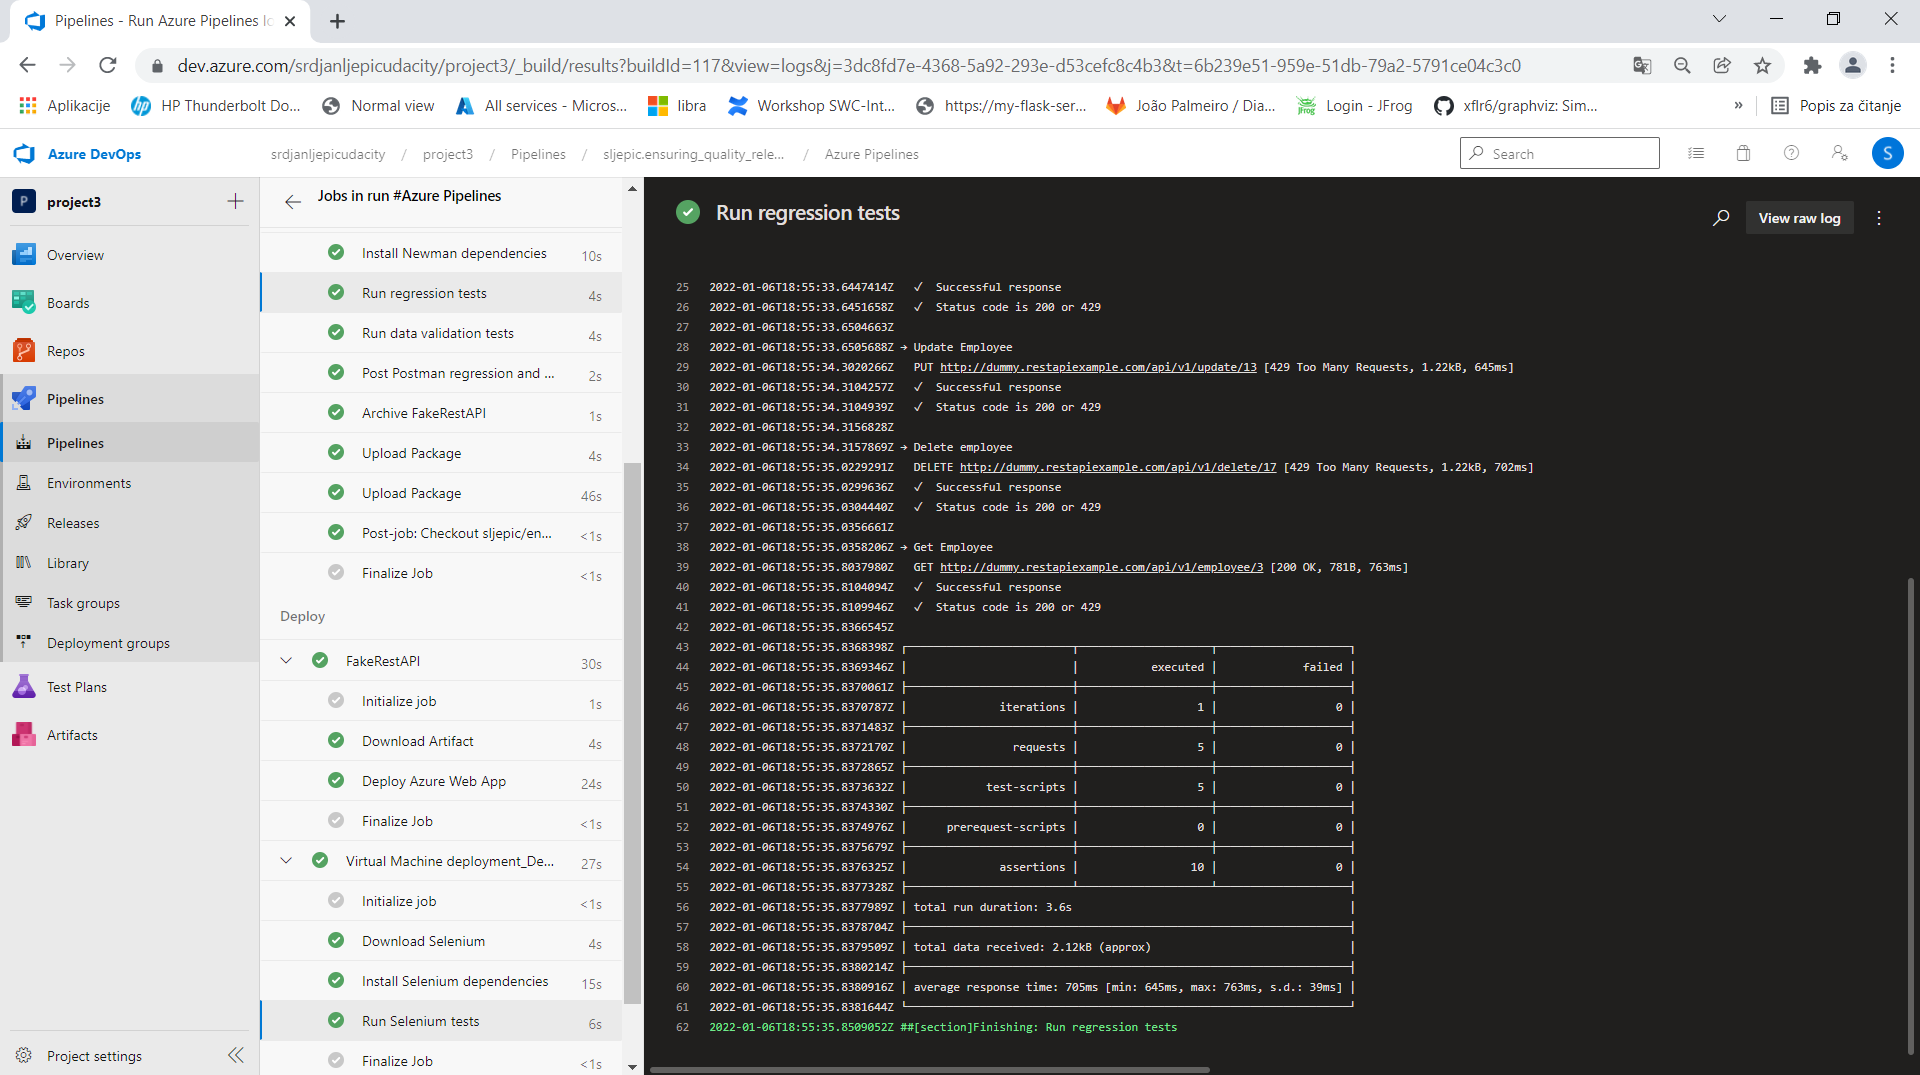 Pipelines - Run Azure Pipelines lo
dev.azure.com/srdjanljepicudacity/project3/_build/results?buildId=117&view=logs&j=3dc8fd7e-4368-5a92-293e-d53cefc8c4b3&t=6b239e51-959e-51db-79a2-5791ce04c3c0
Aplikacije HP Thunderbolt Do... Normal view All services - Micros... libra Workshop SWC-Int... https://my-flask-ser... João Palmeiro / Dia... Login - JFrog xflr6/graphviz: Sim... » Popis za čitanje
Azure DevOps srdjanljepicudacity / project3 / Pipelines / sljepic.ensuring_quality_rele... / Azure Pipelines Search S
P project3
Overview
Boards
Repos
Pipelines
Pipelines
Environments
Releases
Library
Task groups
Deployment groups
Test Plans
Artifacts
Project settings
Jobs in run #Azure Pipelines
Install Newman dependencies 10s
Run regression tests 4s
Run data validation tests 4s
Post Postman regression and ... 2s
Archive FakeRestAPI 1s
Upload Package 4s
Upload Package 46s
Post-job: Checkout sljepic/en... <1s
Finalize Job <1s
Deploy
FakeRestAPI 30s
Initialize job 1s
Download Artifact 4s
Deploy Azure Web App 24s
Finalize Job <1s
Virtual Machine deployment_De... 27s
Initialize job <1s
Download Selenium 4s
Install Selenium dependencies 15s
Run Selenium tests 6s
Finalize Job <1s
Run regression tests
View raw log
25 2022-01-06T18:55:33.6447414Z ✓ Successful response
26 2022-01-06T18:55:33.6451658Z ✓ Status code is 200 or 429
27 2022-01-06T18:55:33.6504663Z
28 2022-01-06T18:55:33.6505688Z → Update Employee
29 2022-01-06T18:55:34.3020266Z PUT http://dummy.restapiexample.com/api/v1/update/13 [429 Too Many Requests, 1.22kB, 645ms]
30 2022-01-06T18:55:34.3104257Z ✓ Successful response
31 2022-01-06T18:55:34.3104939Z ✓ Status code is 200 or 429
32 2022-01-06T18:55:34.3156828Z
33 2022-01-06T18:55:34.3157869Z → Delete employee
34 2022-01-06T18:55:35.0229291Z DELETE http://dummy.restapiexample.com/api/v1/delete/17 [429 Too Many Requests, 1.22kB, 702ms]
35 2022-01-06T18:55:35.0299636Z ✓ Successful response
36 2022-01-06T18:55:35.0304440Z ✓ Status code is 200 or 429
37 2022-01-06T18:55:35.0356661Z
38 2022-01-06T18:55:35.0358206Z → Get Employee
39 2022-01-06T18:55:35.8037980Z GET http://dummy.restapiexample.com/api/v1/employee/3 [200 OK, 781B, 763ms]
40 2022-01-06T18:55:35.8104094Z ✓ Successful response
41 2022-01-06T18:55:35.8109946Z ✓ Status code is 200 or 429
42 2022-01-06T18:55:35.8366545Z
43 2022-01-06T18:55:35.8368398Z
44 2022-01-06T18:55:35.8369346Z executed failed
45 2022-01-06T18:55:35.8370061Z
46 2022-01-06T18:55:35.8370787Z iterations 1 0
47 2022-01-06T18:55:35.8371483Z
48 2022-01-06T18:55:35.8372170Z requests 5 0
49 2022-01-06T18:55:35.8372865Z
50 2022-01-06T18:55:35.8373632Z test-scripts 5 0
51 2022-01-06T18:55:35.8374330Z
52 2022-01-06T18:55:35.8374976Z prerequest-scripts 0 0
53 2022-01-06T18:55:35.8375679Z
54 2022-01-06T18:55:35.8376325Z assertions 10 0
55 2022-01-06T18:55:35.8377328Z
56 2022-01-06T18:55:35.8377989Z total run duration: 3.6s
57 2022-01-06T18:55:35.8378704Z
58 2022-01-06T18:55:35.8379509Z total data received: 2.12kB (approx)
59 2022-01-06T18:55:35.8380214Z
60 2022-01-06T18:55:35.8380916Z average response time: 705ms [min: 645ms, max: 763ms, s.d.: 39ms]
61 2022-01-06T18:55:35.8381644Z
62 2022-01-06T18:55:35.8509052Z ##[section]Finishing: Run regression tests